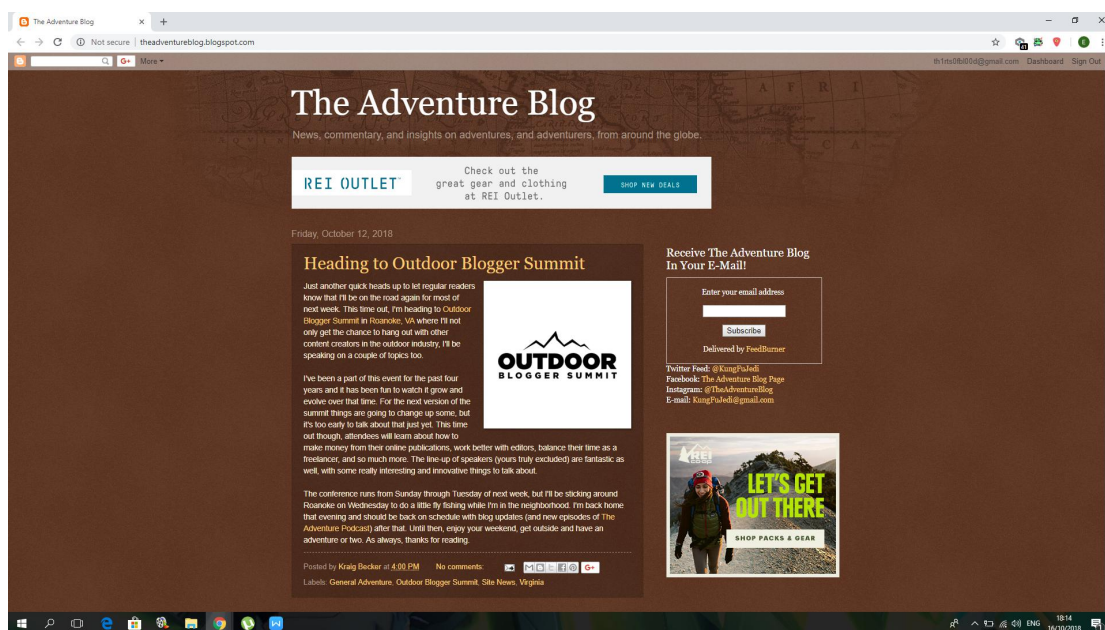 The Adventure Blog
Not secure | theadventureblog.blogspot.com
G+ More
Dashboard Sign Out
The Adventure Blog
News, commentary, and insights on adventures, and adventurers, from around the globe.
REI OUTLET
Check out the
great gear and clothing
at REI Outlet.
SHOP NEW DEALS
Friday, October 12, 2018
Heading to Outdoor Blogger Summit
Just another quick heads up to let regular readers
know that I'll be on the road again for most of
next week. This time out, I'm heading to Outdoor
Blogger Summit in Roanoke, VA where I'll not
only get the chance to hang out with other
content creators in the outdoor industry, I'll be
speaking on a couple of topics too.
OUTDOOR
BLOGGER SUMMIT
I've been a part of this event for the past four
years and it has been fun to watch it grow and
evolve over that time. For the next version of the
summit things are going to change up some, but
it's too early to talk about that just yet. This time
out though, attendees will learn about how to
make money from their online publications, work better with editors, balance their time as a
freelancer, and so much more. The line-up of speakers (yours truly excluded) are fantastic as
well, with some really interesting and innovative things to talk about.
The conference runs from Sunday through Tuesday of next week, but I'll be sticking around
Roanoke on Wednesday to do a little fly fishing while I'm in the neighborhood. I'm back home
that evening and should be back on schedule with blog updates (and new episodes of The
Adventure Podcast) after that. Until then, enjoy your weekend, get outside and have an
adventure or two. As always, thanks for reading.
Posted by Kraig Becker at 4:00 PM No comments:
G+
Labels: General Adventure, Outdoor Blogger Summit, Site News, Virginia
Receive The Adventure Blog
In Your E-Mail!
Enter your email address
Subscribe
Delivered by FeedBurner
Twitter Feed: @KungFuJedi
Facebook: The Adventure Blog Page
Instagram: @TheAdventureBlog
E-mail: KungFuJedi@gmail.com
REI
CO-OP
LET'S GET
OUT THERE
SHOP PACKS & GEAR
ENG
18:14
16/10/2018